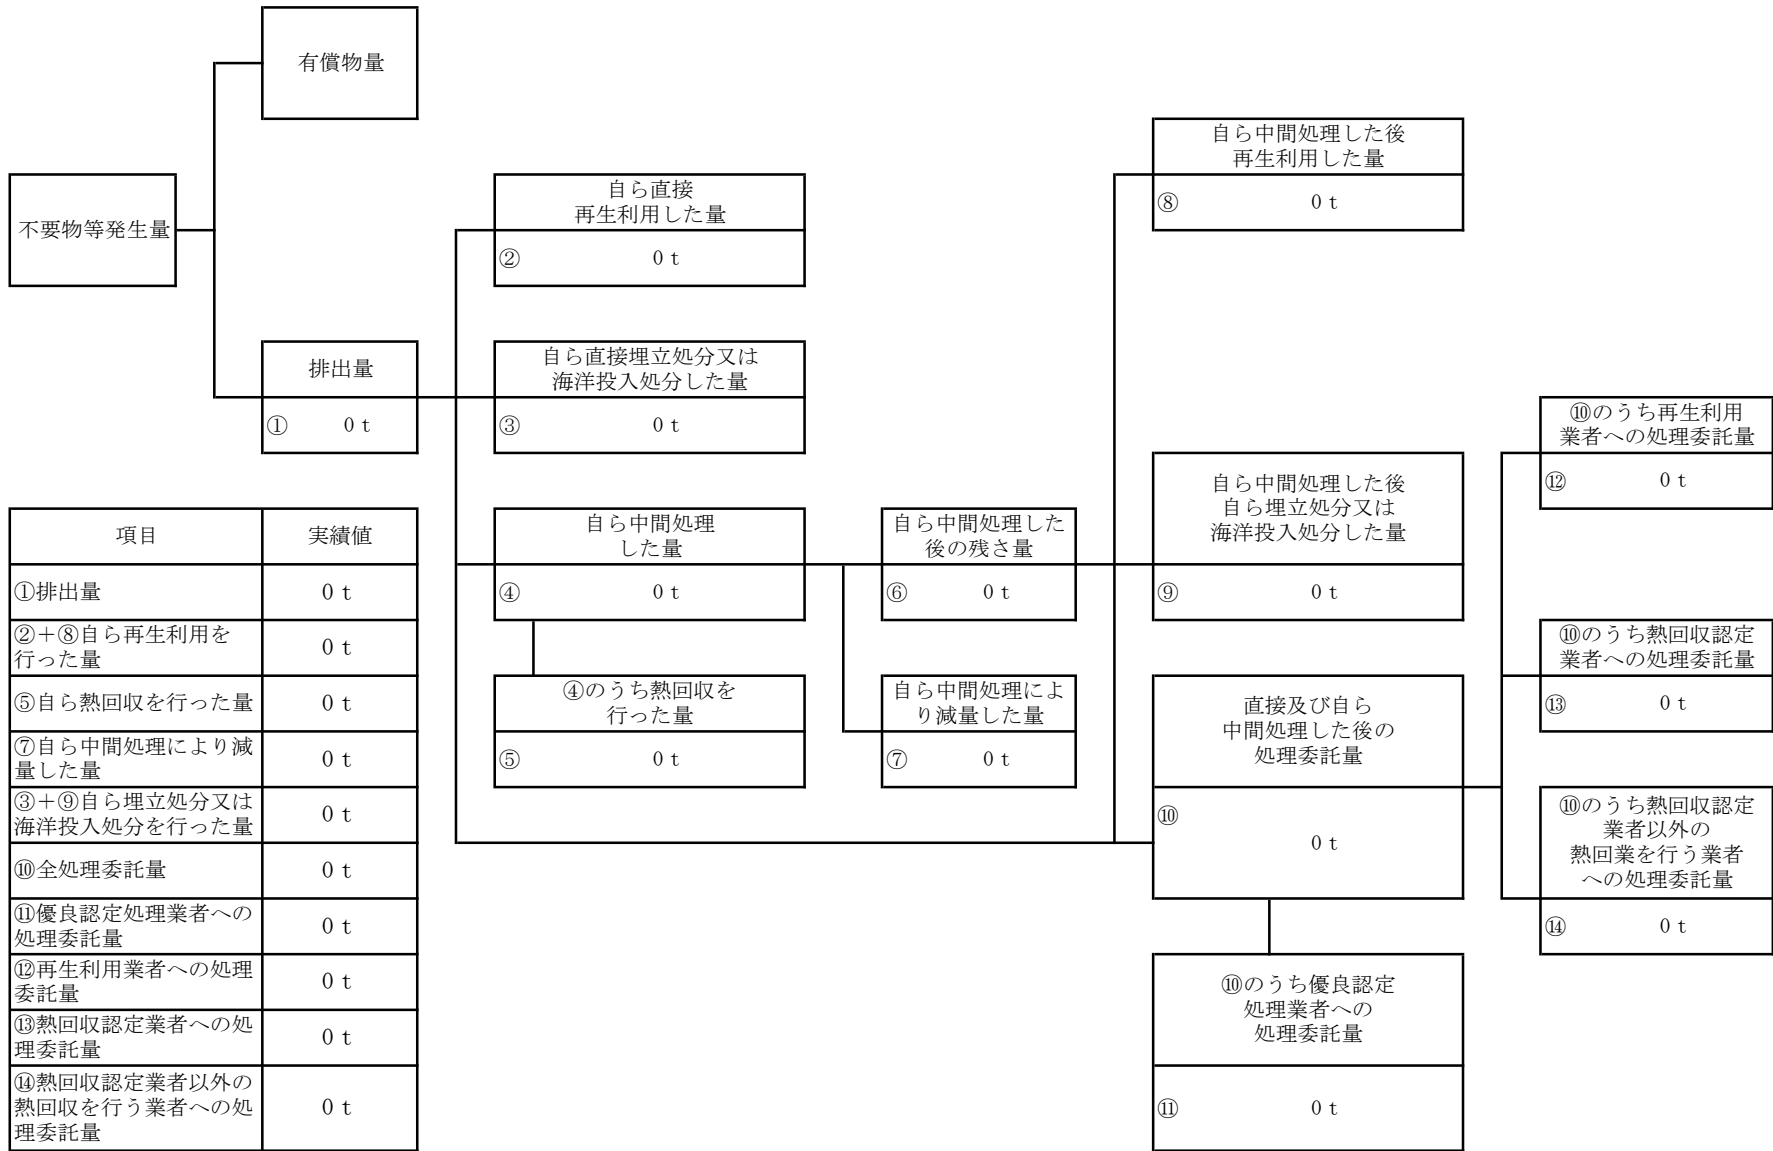 有償物量
不要物等発生量
排出量
① 0 t
自ら直接
再生利用した量
② 0 t
自ら直接埋立処分又は
海洋投入処分した量
③ 0 t
自ら中間処理
した量
④ 0 t
④のうち熱回収を
行った量
⑤ 0 t
自ら中間処理した
後の残さ量
⑥ 0 t
自ら中間処理によ
り減量した量
⑦ 0 t
自ら中間処理した後
再生利用した量
⑧ 0 t
自ら中間処理した後
自ら埋立処分又は
海洋投入処分した量
⑨ 0 t
直接及び自ら
中間処理した後の
処理委託量
⑩
0 t
⑩のうち優良認定
処理業者への
処理委託量
⑪ 0 t
⑩のうち再生利用
業者への処理委託量
⑫ 0 t
⑩のうち熱回収認定
業者への処理委託量
⑬ 0 t
⑩のうち熱回収認定
業者以外の
熱回業を行う業者
への処理委託量
⑭ 0 t
項目 実績値
①排出量 0 t
②＋⑧自ら再生利用を
行った量 0 t
⑤自ら熱回収を行った量 0 t
⑦自ら中間処理により減
量した量 0 t
③＋⑨自ら埋立処分又は
海洋投入処分を行った量 0 t
⑩全処理委託量 0 t
⑪優良認定処理業者への
処理委託量 0 t
⑫再生利用業者への処理
委託量 0 t
⑬熱回収認定業者への処
理委託量 0 t
⑭熱回収認定業者以外の
熱回収を行う業者への処
理委託量 0 t